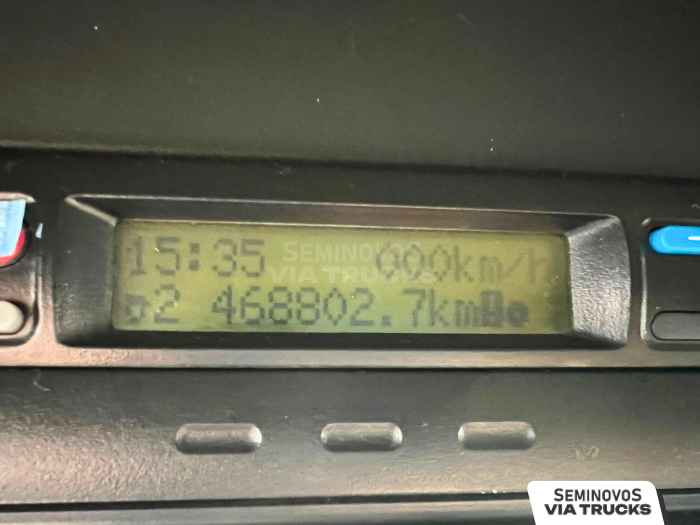 15:35 000km/h
2 468802.7km
SEMINOVOS
VIA TRUCKS
SEMINOVOS
VIA TRUCKS